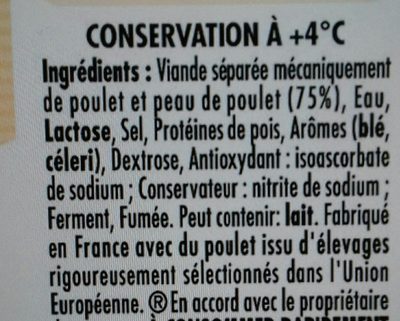 CONSERVATION À +4°C
Ingrédients : Viande séparée mécaniquement
de poulet et peau de poulet (75%), Eau,
Lactose, Sel, Protéines de pois, Arômes (blé,
céleri), Dextrose, Antioxydant : isoascorbate
de sodium ; Conservateur : nitrite de sodium ;
Ferment, Fumée. Peut contenir: lait. Fabriqué
en France avec du poulet issu d'élevages
rigoureusement sélectionnés dans l'Union
Européenne. ®En accord avec le propriétaire
À CONSOMMER RAPIDEMENT